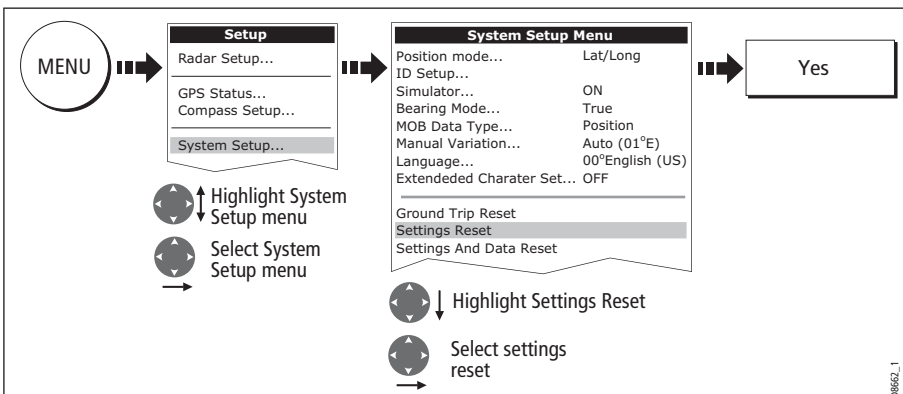 MENU
Setup
Radar Setup...
GPS Status...
Compass Setup...
System Setup...
Highlight System
Setup menu
Select System
Setup menu
System Setup Menu
Position mode... Lat/Long
ID Setup...
Simulator... ON
Bearing Mode... True
MOB Data Type... Position
Manual Variation... Auto (01°E)
Language... 00°English (US)
Extendeded Charater Set... OFF
Ground Trip Reset
Settings Reset
Settings And Data Reset
Highlight Settings Reset
Select settings
reset
Yes